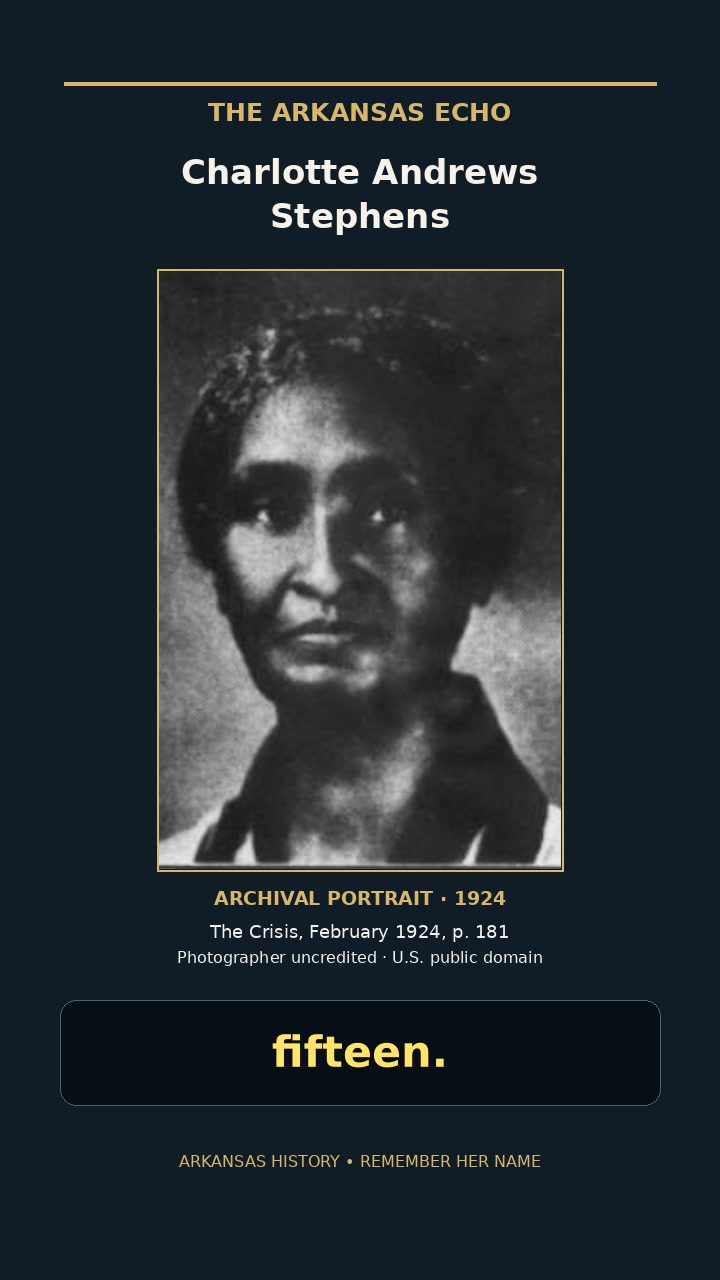 THE ARKANSAS ECHO
Charlotte Andrews
Stephens
ARCHIVAL PORTRAIT · 1924
The Crisis, February 1924, p. 181
Photographer uncredited · U.S. public domain
fifteen.
ARKANSAS HISTORY • REMEMBER HER NAME